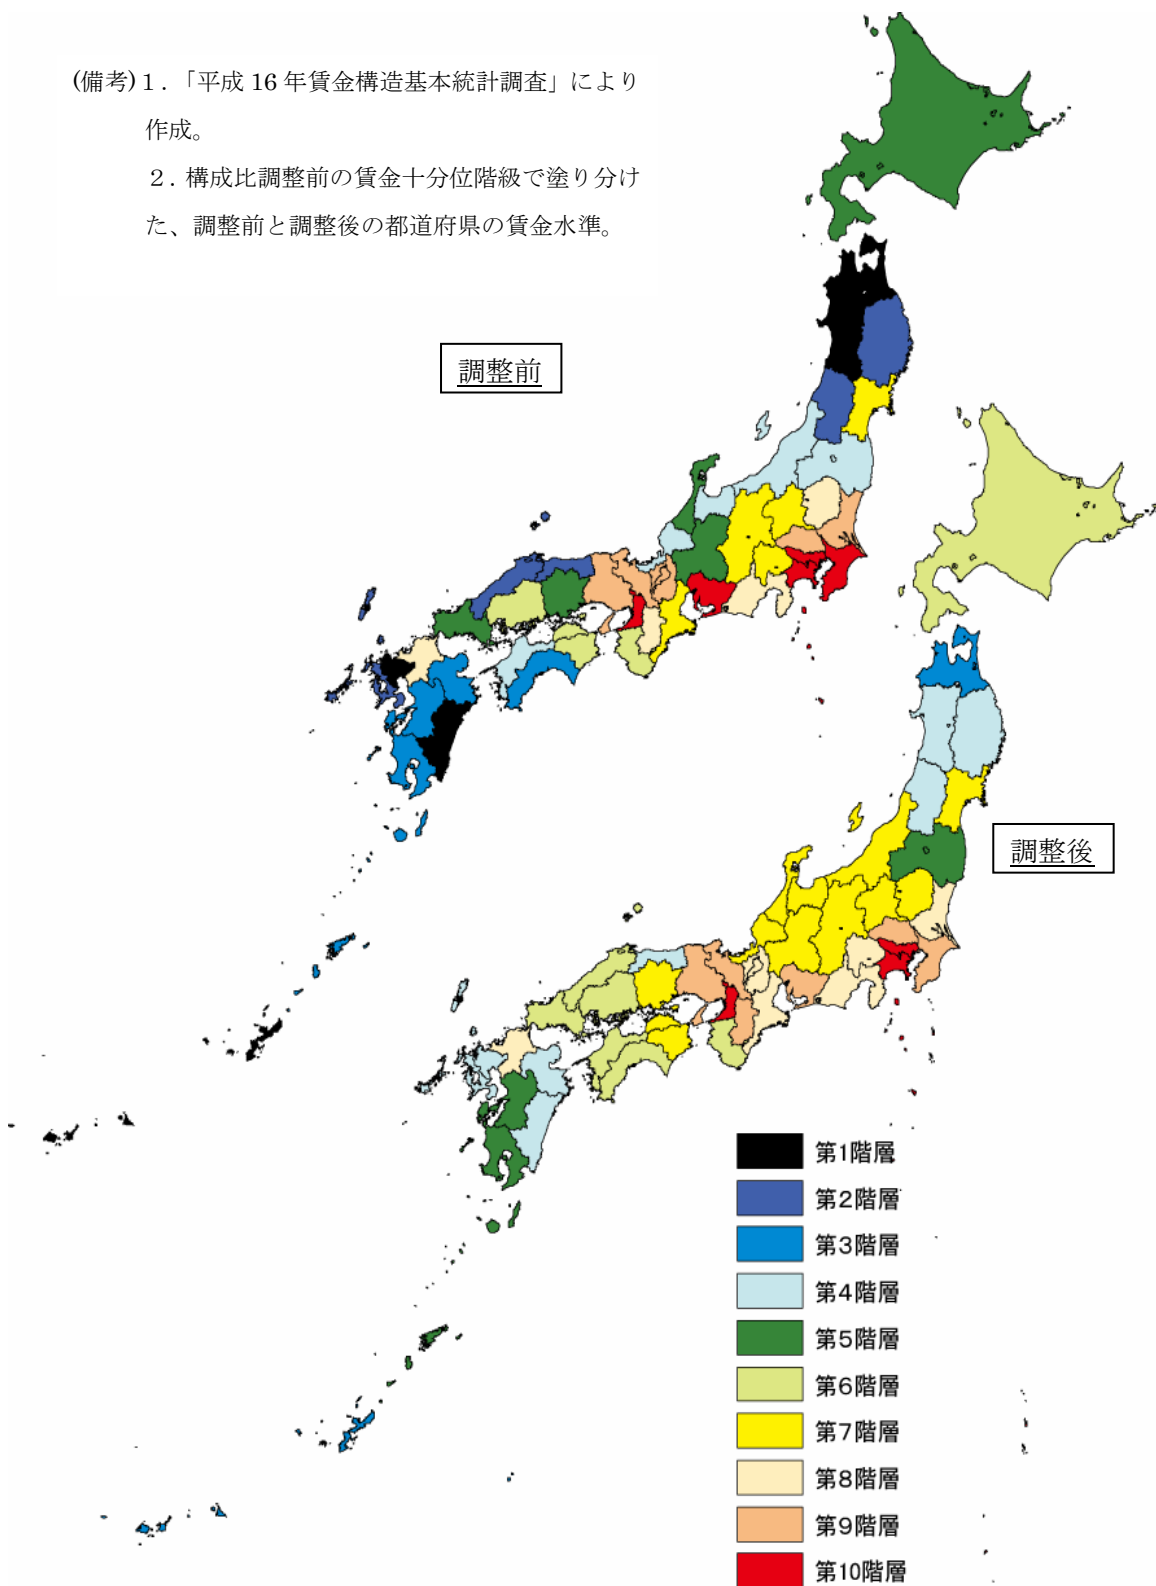 (備考)１.「平成 16 年賃金構造基本統計調査」により
作成。
２. 構成比調整前の賃金十分位階級で塗り分け
た、調整前と調整後の都道府県の賃金水準。
調整前
調整後
第1階層
第2階層
第3階層
第4階層
第5階層
第6階層
第7階層
第8階層
第9階層
第10階層